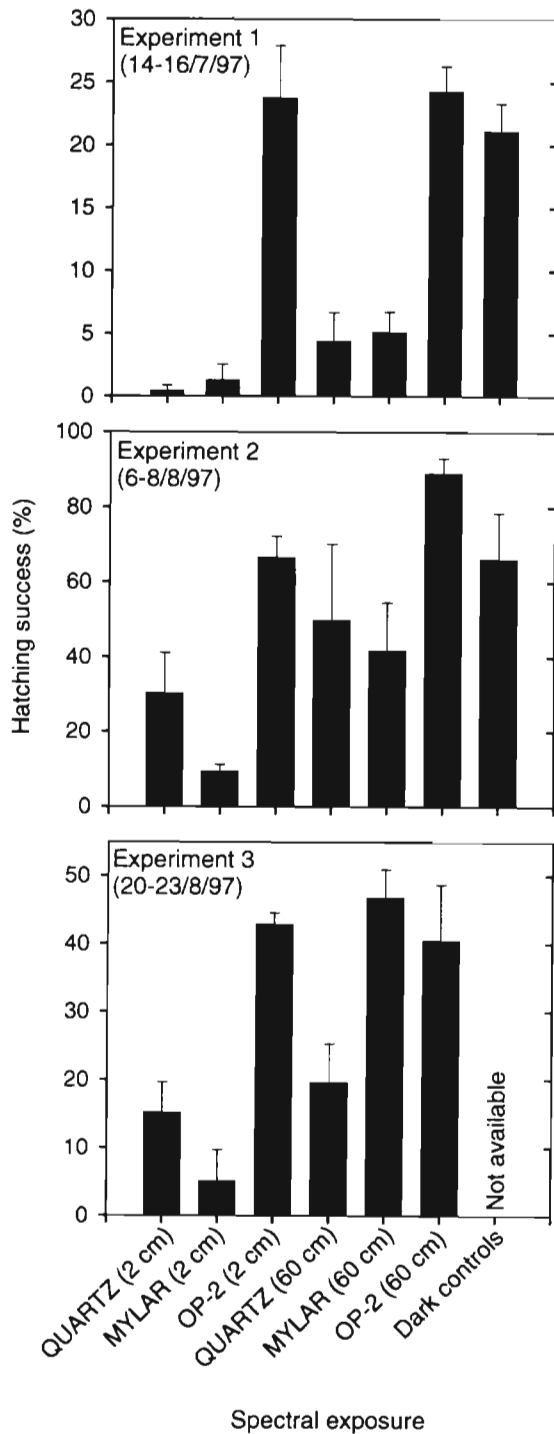 Experiment 1
(14-16/7/97)
30
25
20
15
10
5
0
Experiment 2
(6-8/8/97)
100
80
60
40
20
0
Hatching success (%)
Experiment 3
(20-23/8/97)
50
40
30
20
10
0
Not available
QUARTZ (2 cm)
MYLAR (2 cm)
OP-2 (2 cm)
QUARTZ (60 cm)
MYLAR (60 cm)
OP-2 (60 cm)
Dark controls
Spectral exposure